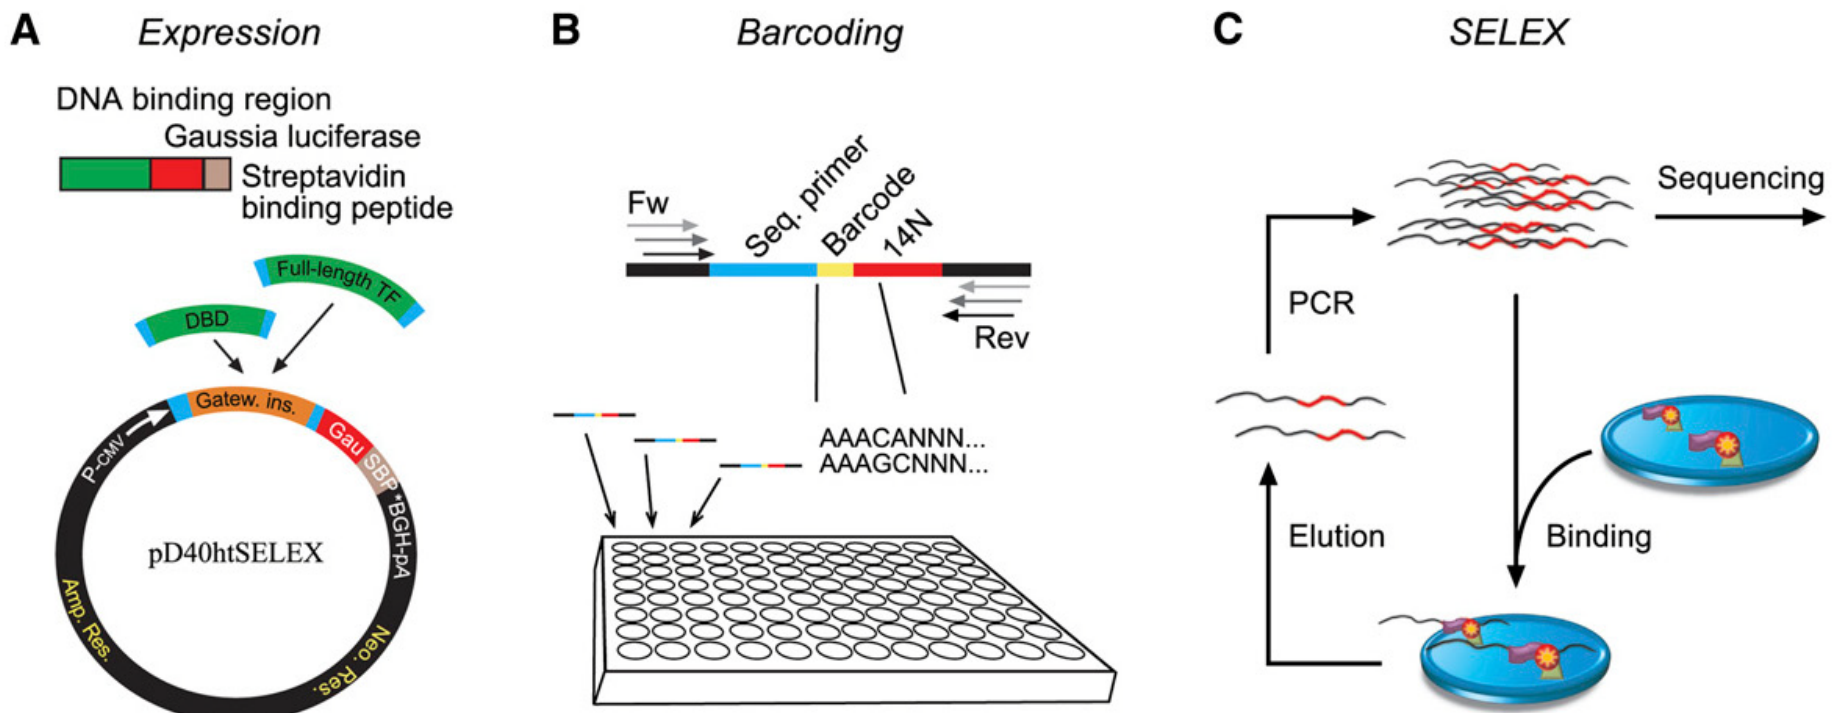 A Expression
DNA binding region
Gaussia luciferase
Streptavidin
binding peptide
Full-length TF
DBD
Gatew. ins.
P-CMV
Gau
SBP
*BGH-pA
pD40htSELEX
Amp. Res.
Neo. Res.
B Barcoding
Fw
Seq. primer
Barcode
14N
Rev
AAACANNN...
AAAGCNNN...
C SELEX
Sequencing
PCR
Elution
Binding